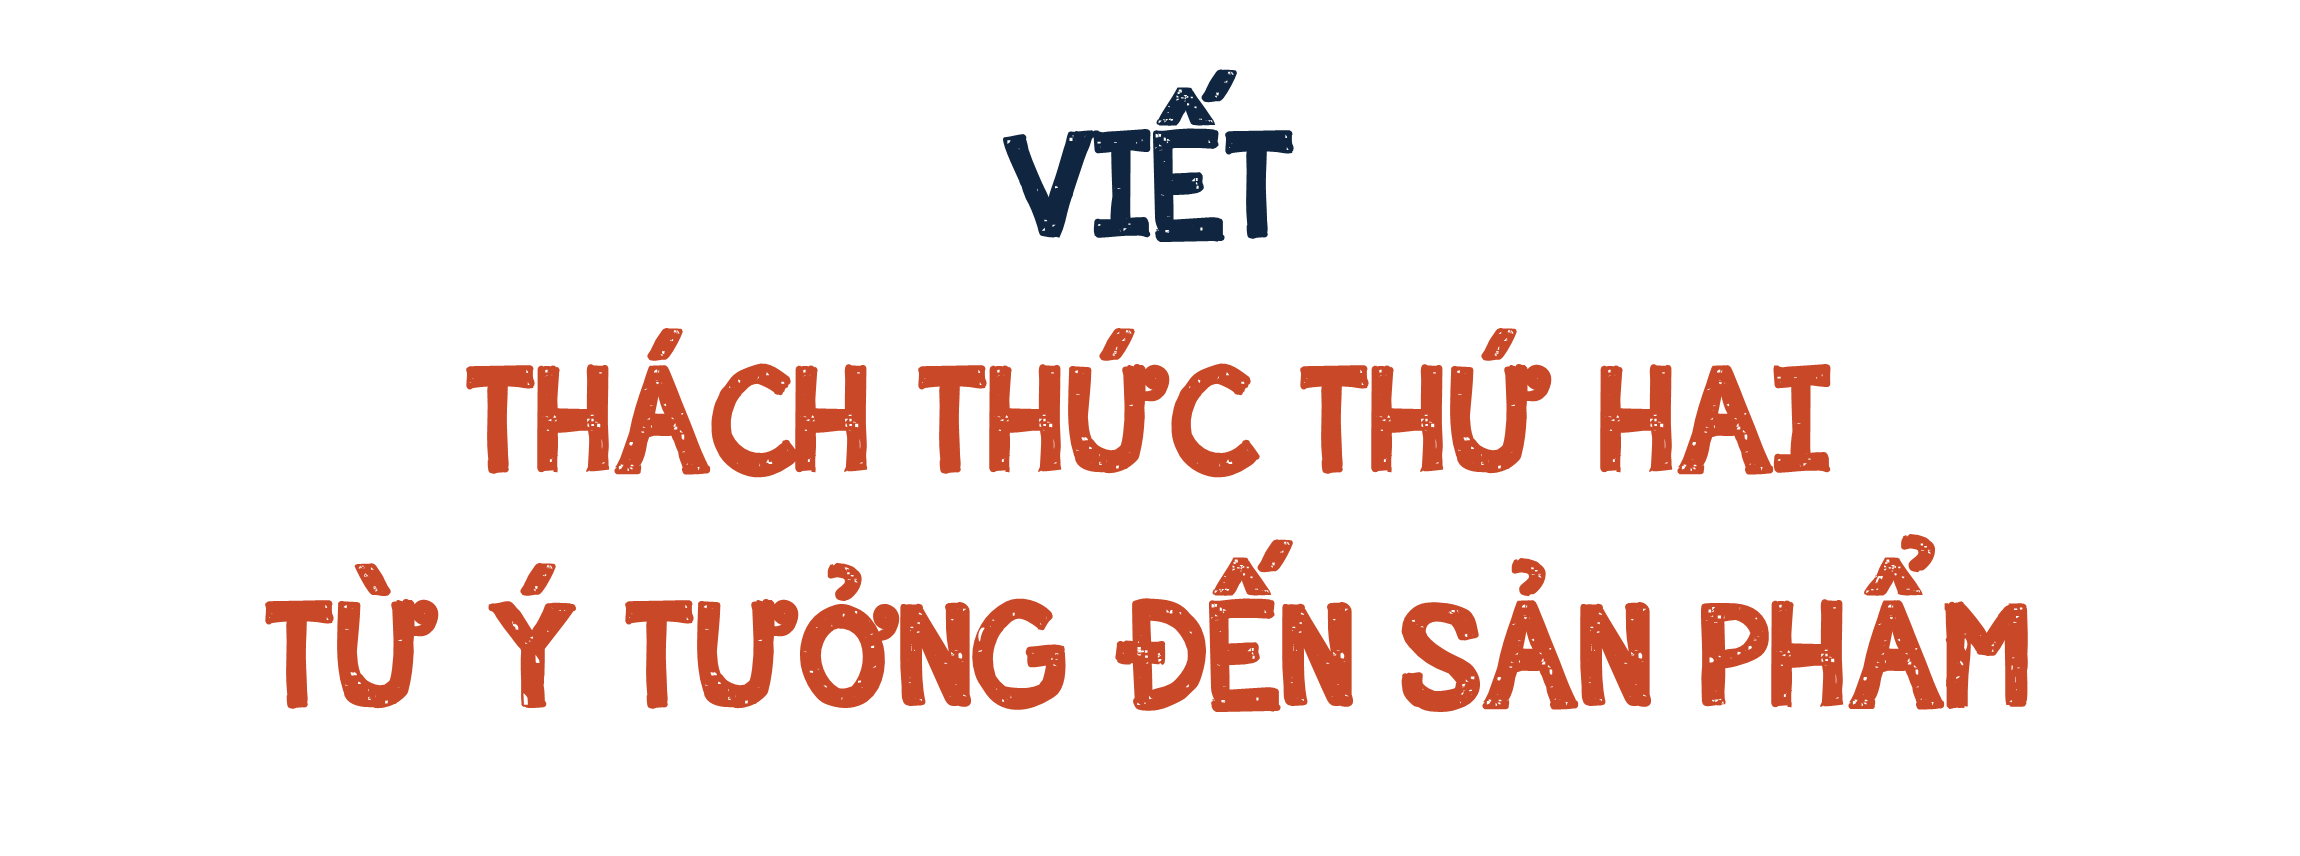 VIẾT
THÁCH THỨC THỨ HAI
TỪ Ý TƯỞNG ĐẾN SẢN PHẨM